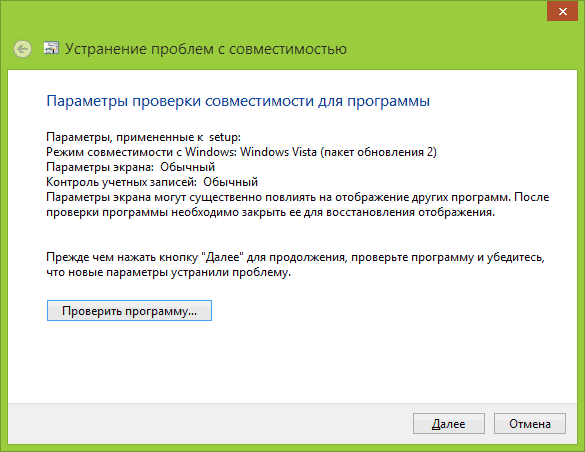 Устранение проблем с совместимостью
Параметры проверки совместимости для программы
Параметры, примененные к setup:
Режим совместимости с Windows: Windows Vista (пакет обновления 2)
Параметры экрана: Обычный
Контроль учетных записей: Обычный
Параметры экрана могут существенно повлиять на отображение других программ. После
проверки программы необходимо закрыть ее для восстановления отображения.
Прежде чем нажать кнопку "Далее" для продолжения, проверьте программу и убедитесь,
что новые параметры устранили проблему.
Проверить программу...
Далее
Отмена